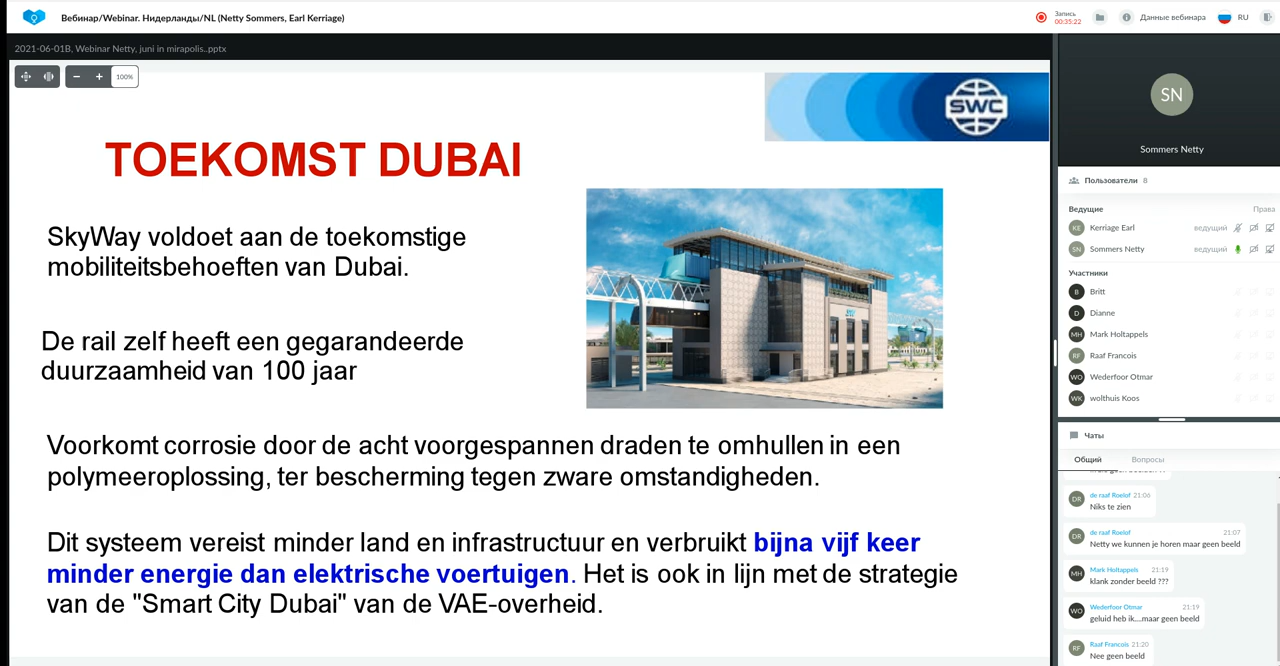 Вебинар/Webinar. Нидерланды/NL (Netty Sommers, Earl Kerriage)
Запись
00:35:22
Данные вебинара
RU
2021-06-01B, Webinar Netty, juni in mirapolis..pptx
100%
SWC
TOEKOMST DUBAI
SkyWay voldoet aan de toekomstige
mobiliteitsbehoeften van Dubai.
De rail zelf heeft een gegarandeerde
duurzaamheid van 100 jaar
Voorkomt corrosie door de acht voorgespannen draden te omhullen in een
polymeeroplossing, ter bescherming tegen zware omstandigheden.
Dit systeem vereist minder land en infrastructuur en verbruikt bijna vijf keer
minder energie dan elektrische voertuigen. Het is ook in lijn met de strategie
van de "Smart City Dubai" van de VAE-overheid.
SN
Sommers Netty
Пользователи 8
Ведущие Права
KE Kerriage Earl ведущий
SN Sommers Netty ведущий
Участники
B Britt
D Dianne
MH Mark Holtappels
RF Raaf Francois
WO Wederfoor Otmar
WK wolthuis Koos
Чаты
Общий Вопросы
DR de raaf Roelof 21:06
Niks te zien
DR de raaf Roelof 21:07
Netty we kunnen je horen maar geen beeld
MH Mark Holtappels 21:19
klank zonder beeld ???
WO Wederfoor Otmar 21:19
geluid heb ik....maar geen beeld
RF Raaf Francois 21:20
Nee geen beeld